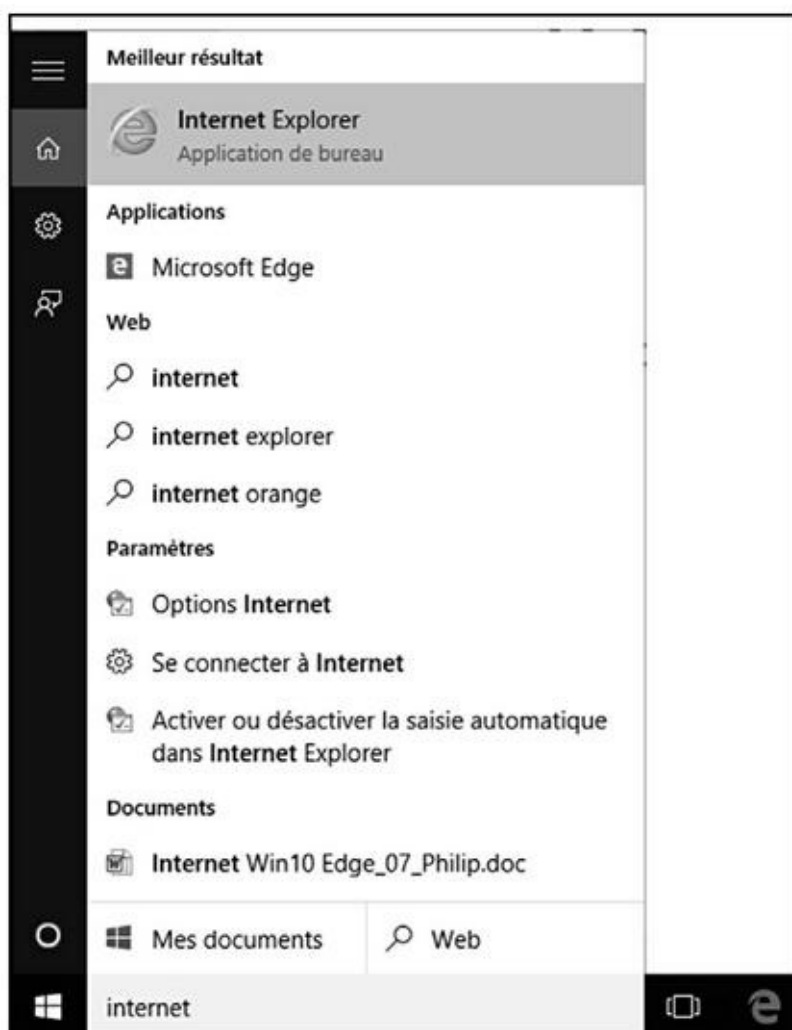 Meilleur résultat
Internet Explorer
Application de bureau
Applications
Microsoft Edge
Web
internet
internet explorer
internet orange
Paramètres
Options Internet
Se connecter à Internet
Activer ou désactiver la saisie automatique
dans Internet Explorer
Documents
Internet Win10 Edge_07_Philip.doc
Mes documents
Web
internet